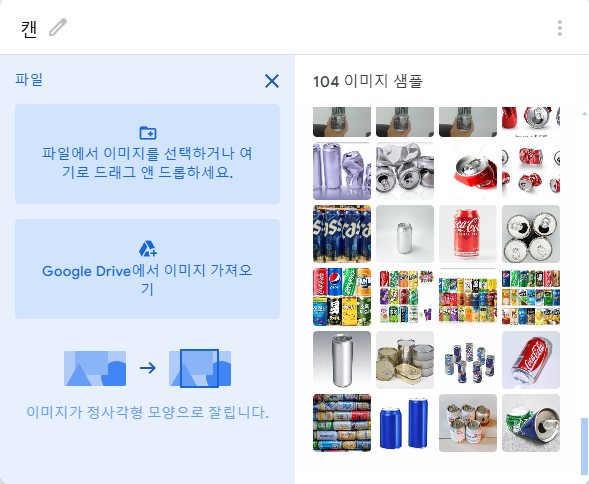 캔
파일
104 이미지 샘플
파일에서 이미지를 선택하거나 여
기로 드래그 앤 드롭하세요.
Google Drive에서 이미지 가져오
기
이미지가 정사각형 모양으로 잘립니다.
Coca-Cola